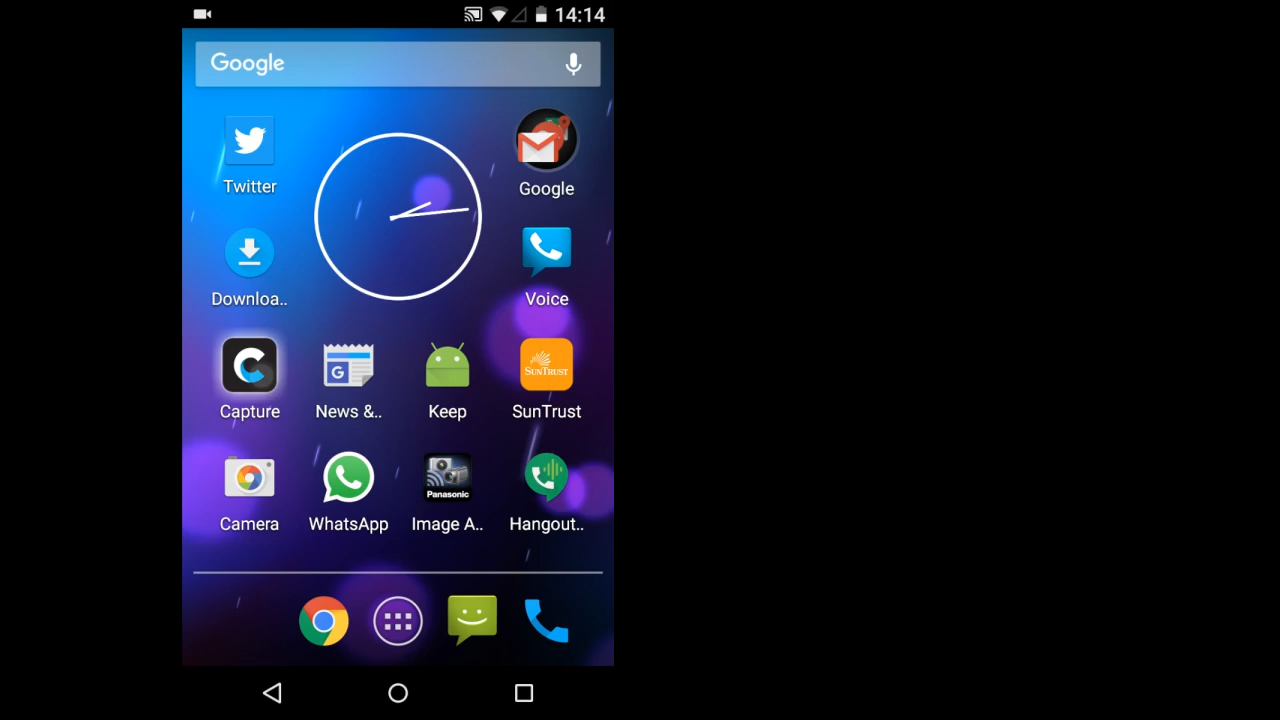 14:14
Google
Twitter
Google
Downloa..
Voice
G
SunTrust
Capture
News &..
Keep
SunTrust
Panasonic
Camera
WhatsApp
Image A..
Hangout..